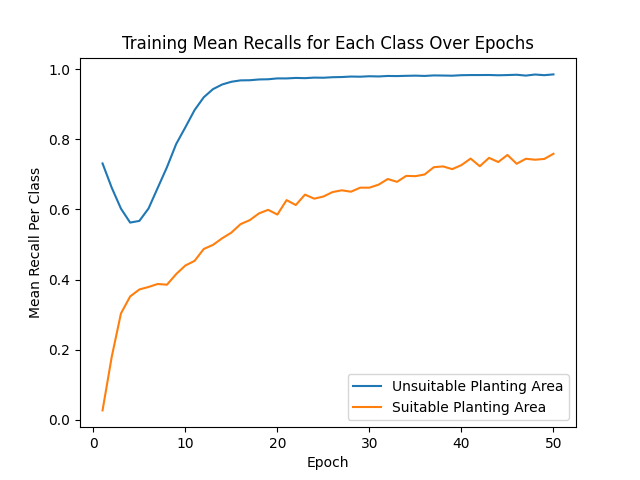 Training Mean Recalls for Each Class Over Epochs
Mean Recall Per Class
1.0
0.8
0.6
0.4
0.2
0.0
Unsuitable Planting Area
Suitable Planting Area
0 10 20 30 40 50
Epoch